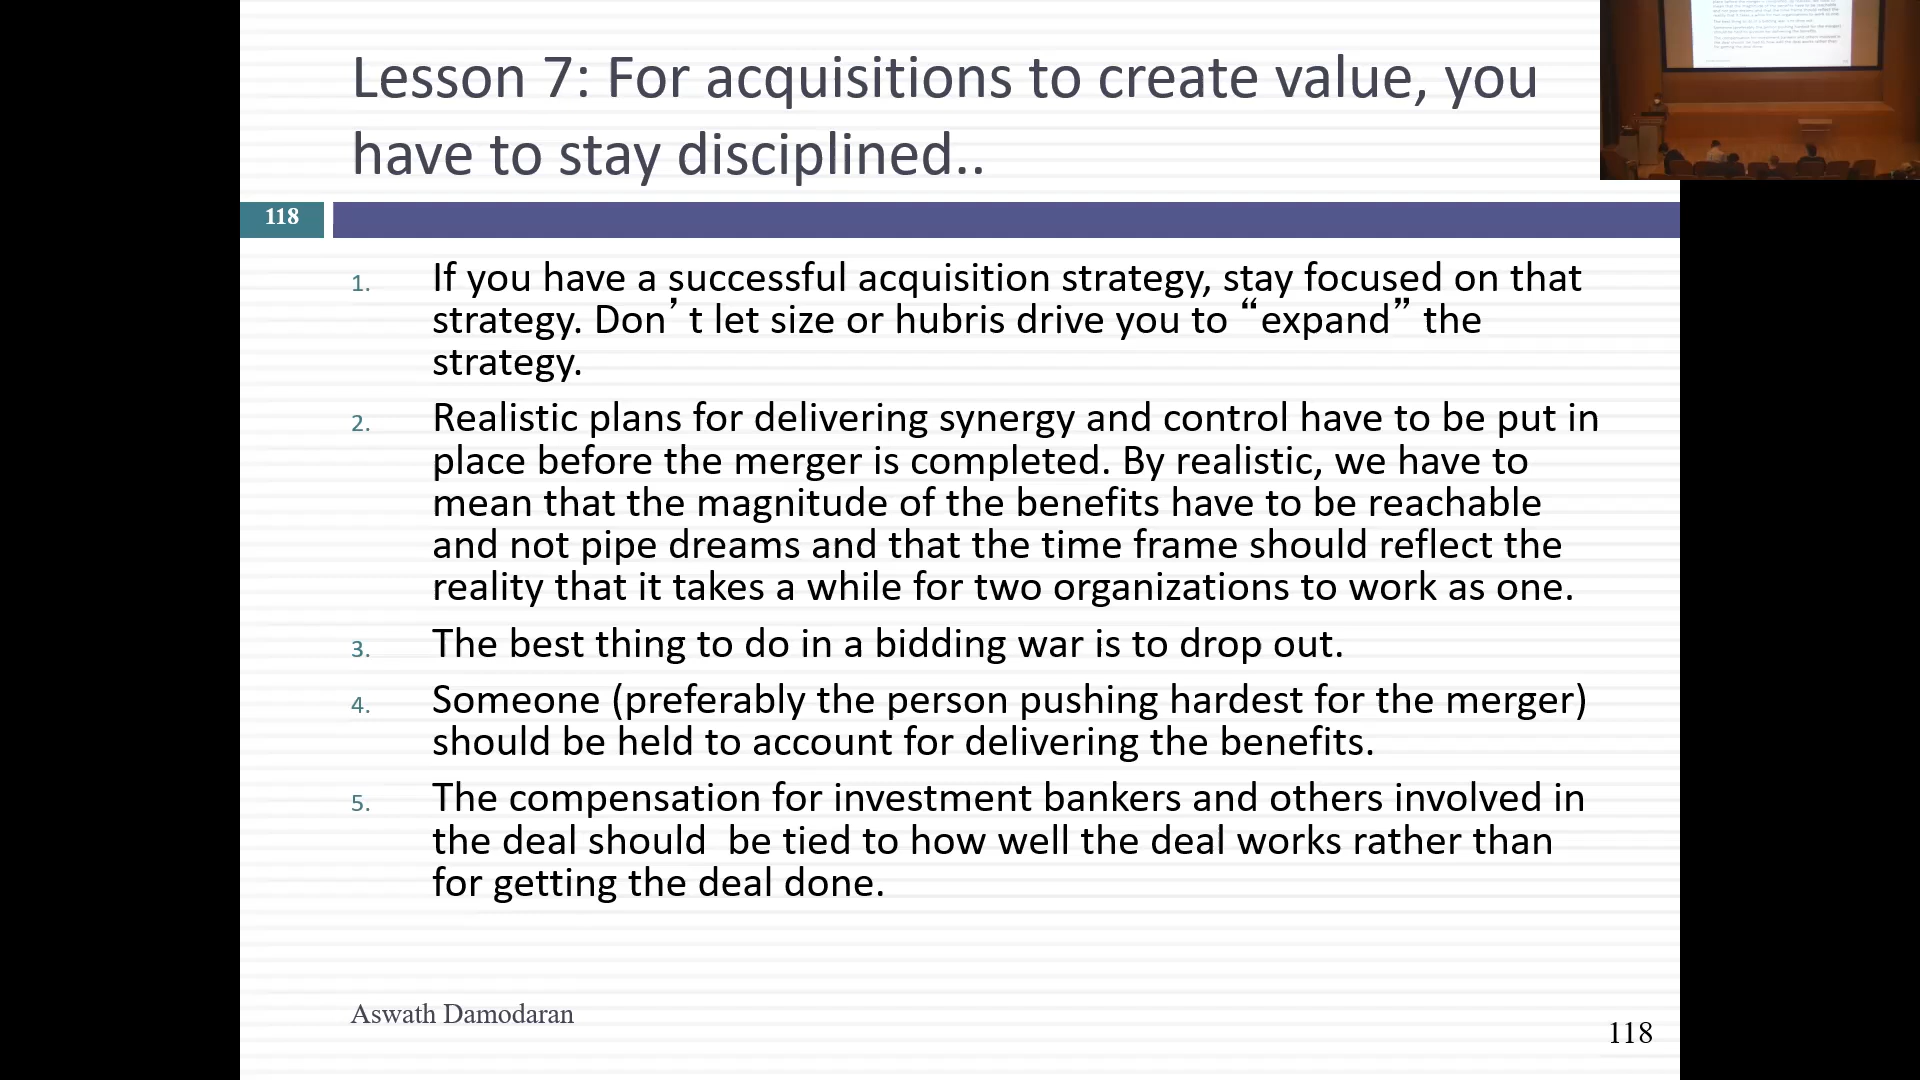 Lesson 7: For acquisitions to create value, you
have to stay disciplined..
118
1. If you have a successful acquisition strategy, stay focused on that
strategy. Don’ t let size or hubris drive you to “expand” the
strategy.
2. Realistic plans for delivering synergy and control have to be put in
place before the merger is completed. By realistic, we have to
mean that the magnitude of the benefits have to be reachable
and not pipe dreams and that the time frame should reflect the
reality that it takes a while for two organizations to work as one.
3. The best thing to do in a bidding war is to drop out.
4. Someone (preferably the person pushing hardest for the merger)
should be held to account for delivering the benefits.
5. The compensation for investment bankers and others involved in
the deal should  be tied to how well the deal works rather than
for getting the deal done.
Aswath Damodaran
118